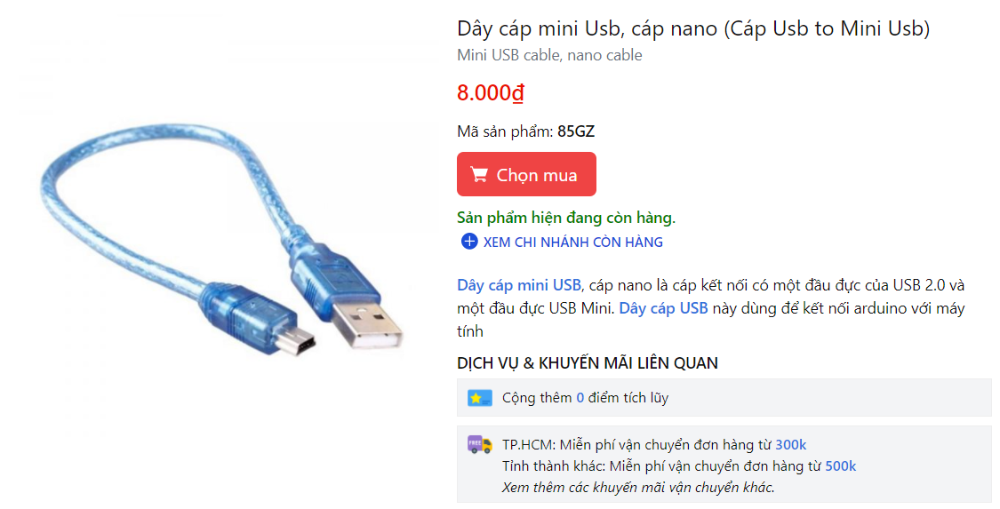 Dây cáp mini Usb, cáp nano (Cáp Usb to Mini Usb)
Mini USB cable, nano cable
8.000₫
Mã sản phẩm: 85GZ
Chọn mua
Sản phẩm hiện đang còn hàng.
XEM CHI NHÁNH CÒN HÀNG
Dây cáp mini USB, cáp nano là cáp kết nối có một đầu đực của USB 2.0 và
một đầu đực USB Mini. Dây cáp USB này dùng để kết nối arduino với máy
tính
DỊCH VỤ & KHUYẾN MÃI LIÊN QUAN
Cộng thêm 0 điểm tích lũy
FREE
TP.HCM: Miễn phí vận chuyển đơn hàng từ 300k
Tỉnh thành khác: Miễn phí vận chuyển đơn hàng từ 500k
Xem thêm các khuyến mãi vận chuyển khác.